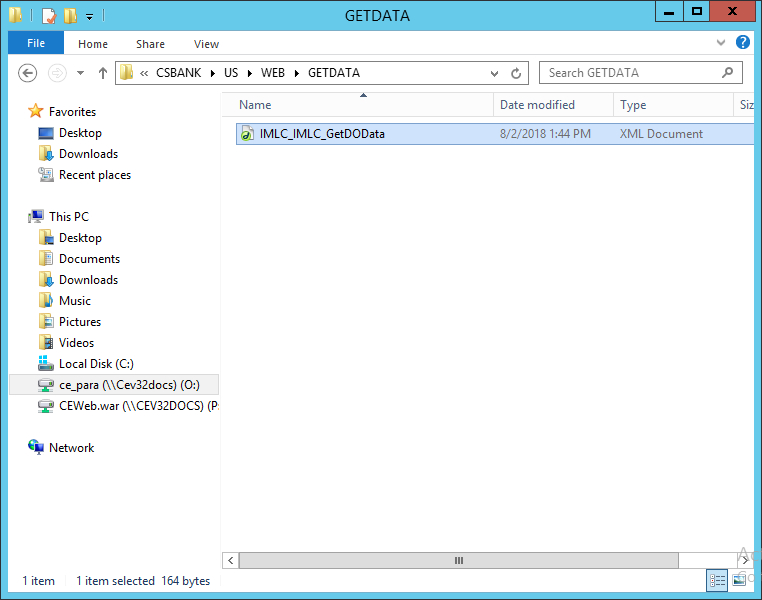 GETDATA
File Home Share View
« CSBANK US WEB GETDATA
Search GETDATA
Name Date modified Type Siz
IMLC_IMLC_GetDOData 8/2/2018 1:44 PM XML Document
Favorites
Desktop
Downloads
Recent places
This PC
Desktop
Documents
Downloads
Music
Pictures
Videos
Local Disk (C:)
ce_para (\\Cev32docs) (O:)
CEWeb.war (\\CEV32DOCS) (P:
Network
1 item 1 item selected 164 bytes